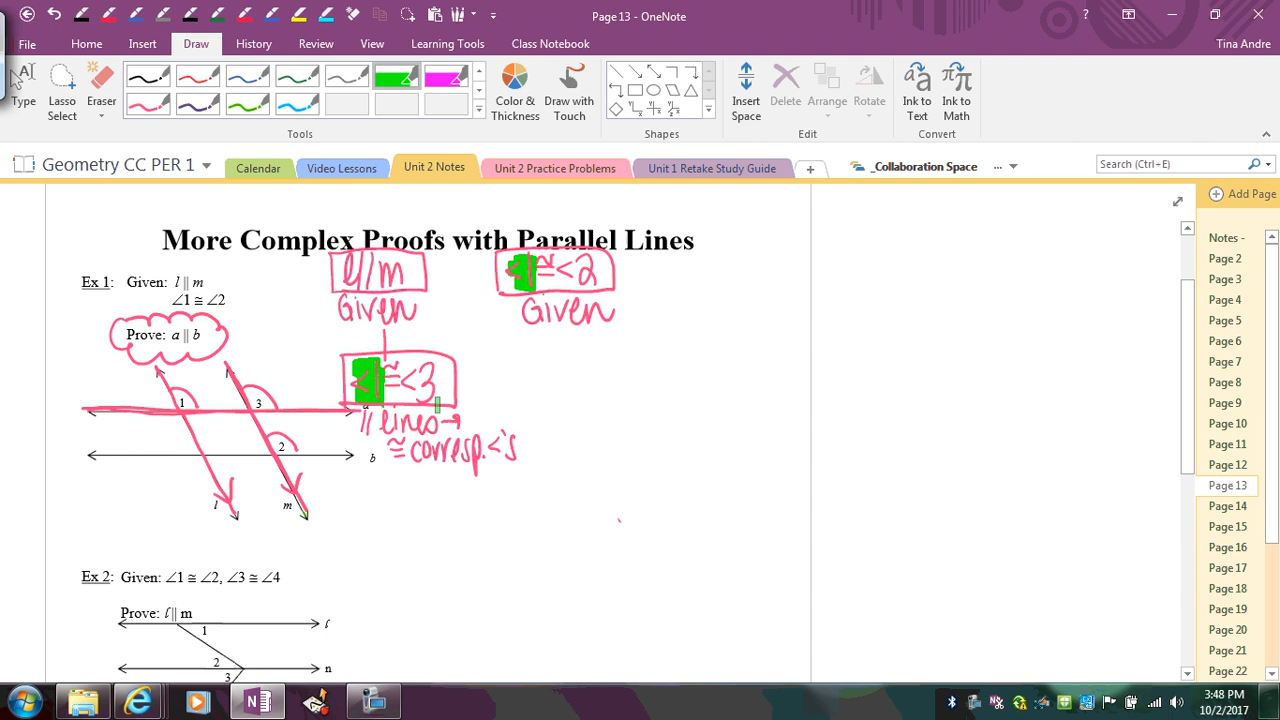 Page 13 - OneNote
Tina Andre
File Home Insert Draw History Review View Learning Tools Class Notebook
Type Lasso Select Eraser Color & Thickness Draw with Touch Insert Space Delete Arrange Rotate Ink to Text Ink to Math
Tools Shapes Edit Convert
Geometry CC PER 1 Calendar Video Lessons Unit 2 Notes Unit 2 Practice Problems Unit 1 Retake Study Guide _Collaboration Space Search (Ctrl+E)
Add Page
Notes -
Page 2
Page 3
Page 4
Page 5
Page 6
Page 7
Page 8
Page 9
Page 10
Page 11
Page 12
Page 13
Page 14
Page 15
Page 16
Page 17
Page 18
Page 19
Page 20
Page 21
Page 22
More Complex Proofs with Parallel Lines
Ex 1: Given: l || m
∠1 ≅ ∠2
Prove: a || b
l // m
Given
<1 ≅ <2
Given
<1 ≅ <3
// lines →
≅ corresp. <'s
1 3 a
2
b
l m
Ex 2: Given: ∠1 ≅ ∠2, ∠3 ≅ ∠4
Prove: l || m
1 l
2 n
3
3:48 PM
10/2/2017